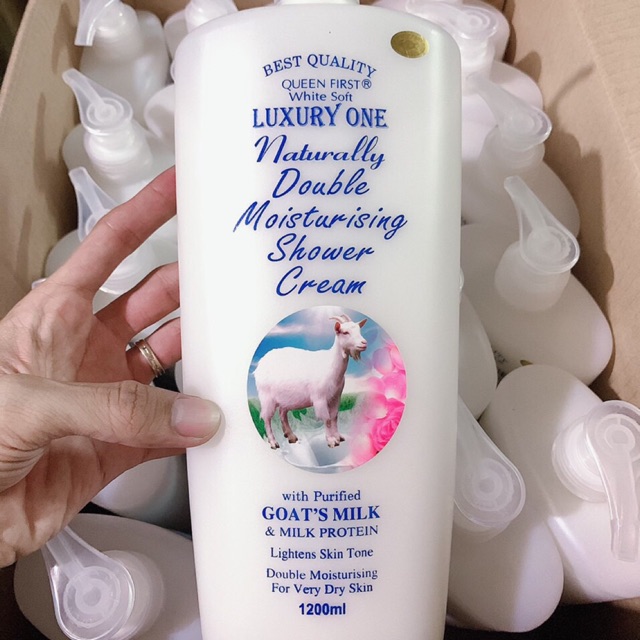 BEST QUALITY
QUEEN FIRST®
White Soft
LUXURY ONE
Naturally
Double
Moisturising
Shower
Cream
with Purified
GOAT'S MILK
& MILK PROTEIN
Lightens Skin Tone
Double Moisturising
For Very Dry Skin
1200ml